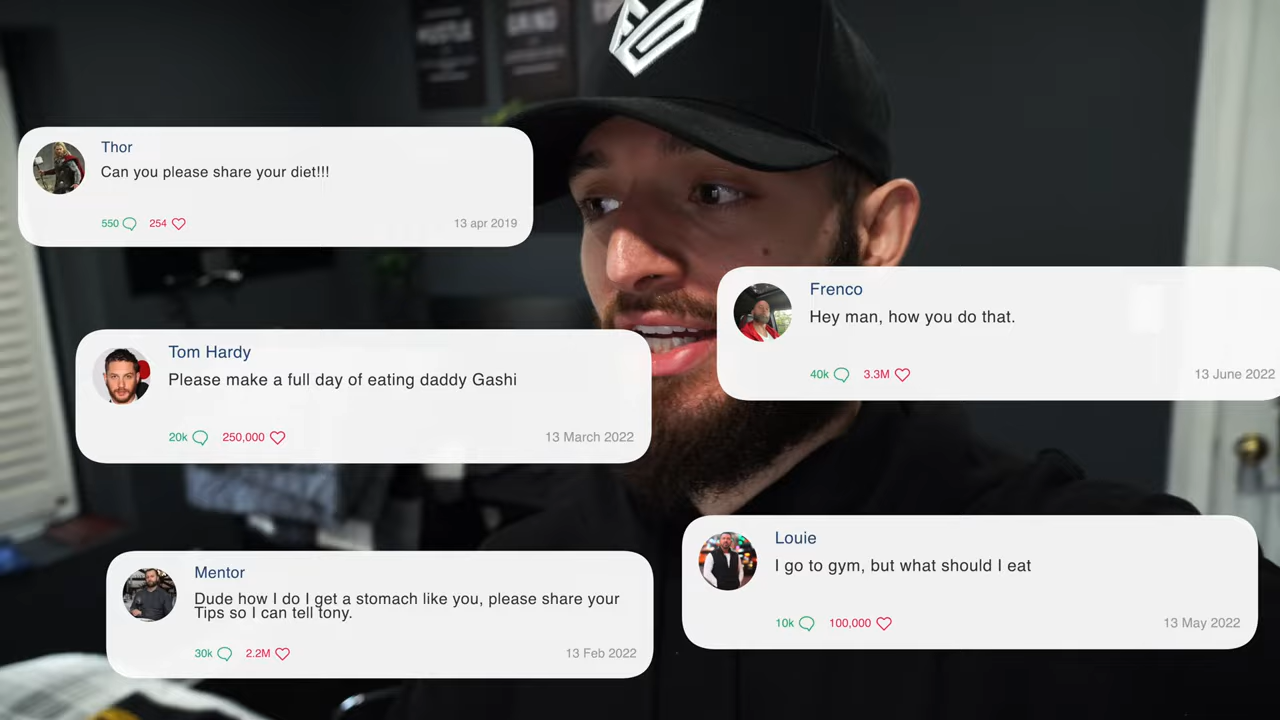 HUSTLE
GRIND
Thor
Can you please share your diet!!!
550 254 13 apr 2019
Frenco
Hey man, how you do that.
40k 3.3M 13 June 2022
Tom Hardy
Please make a full day of eating daddy Gashi
20k 250,000 13 March 2022
Louie
I go to gym, but what should I eat
10k 100,000 13 May 2022
Mentor
Dude how I do I get a stomach like you, please share your
Tips so I can tell tony.
30k 2.2M 13 Feb 2022